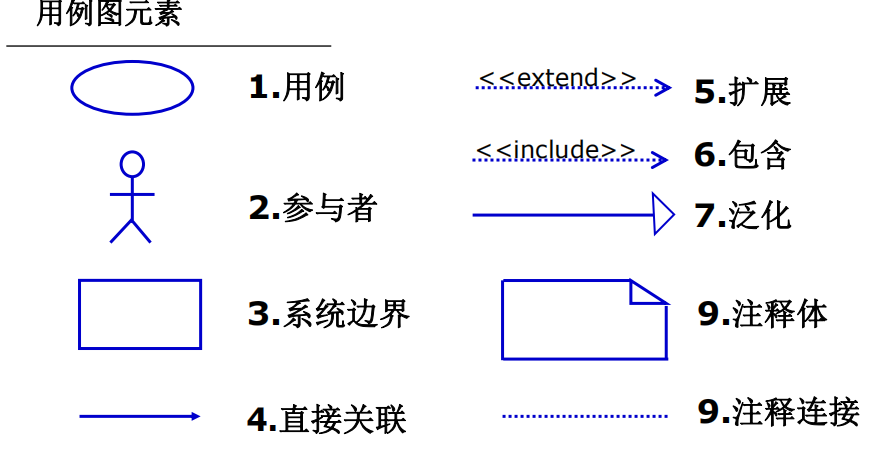 用例图元素
1.用例
2.参与者
3.系统边界
4.直接关联
<<extend>>
5.扩展
<<include>>
6.包含
7.泛化
9.注释体
9.注释连接